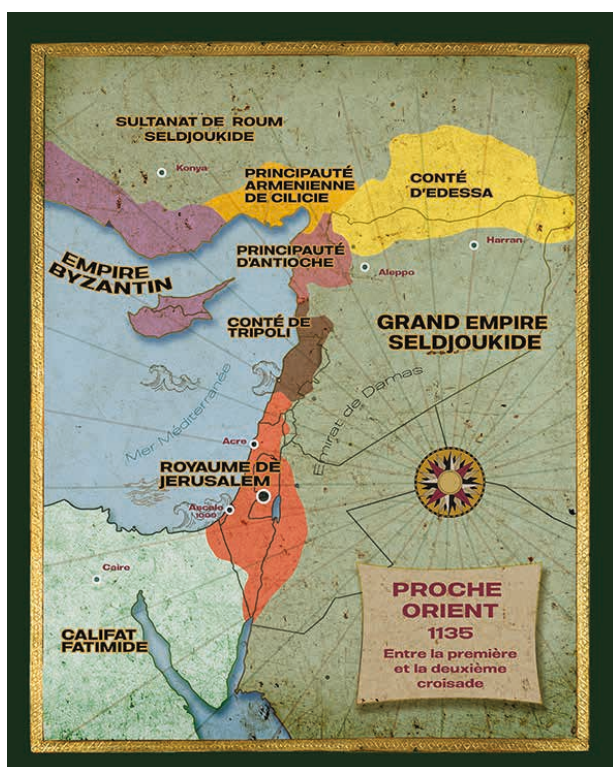 SULTANAT DE ROUM
SELDJOUKIDE
Konya
PRINCIPAUTÉ
ARMENIENNE
DE CILICIE
CONTÉ
D'EDESSA
Harran
PRINCIPAUTÉ
D'ANTIOCHE
Aleppo
EMPIRE
BYZANTIN
CONTÉ DE
TRIPOLI
GRAND EMPIRE
SELDJOUKIDE
Mer Méditerranée
Emirat de Damas
Acre
ROYAUME DE
JERUSALEM
Ascalo
1099
Caire
CALIFAT
FATIMIDE
PROCHE
ORIENT
1135
Entre la première
et la deuxième
croisade